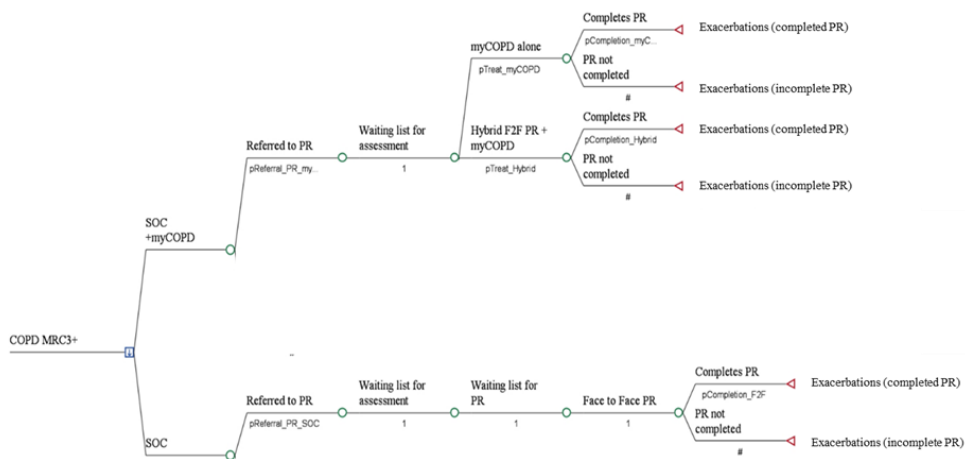 Completes PR
pCompletion_myC...
Exacerbations (completed PR)
myCOPD alone
pTreat_myCOPD
PR not
completed
#
Exacerbations (incomplete PR)
Completes PR
pCompletion_Hybrid
Exacerbations (completed PR)
Hybrid F2F PR +
myCOPD
pTreat_Hybrid
PR not
completed
#
Exacerbations (incomplete PR)
Referred to PR
pReferral_PR_my...
Waiting list for
assessment
1
SOC
+myCOPD
COPD MRC3+
..
SOC
Referred to PR
pReferral_PR_SOC
Waiting list for
assessment
1
Waiting list for
PR
1
Face to Face PR
1
Completes PR
pCompletion_F2F
Exacerbations (completed PR)
PR not
completed
#
Exacerbations (incomplete PR)